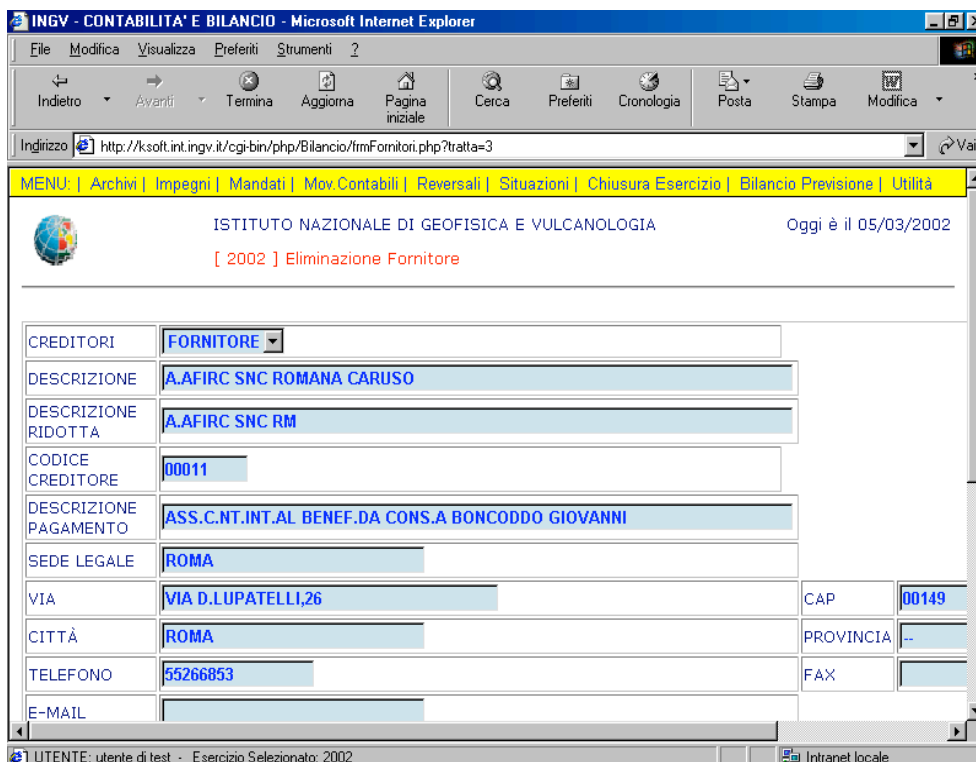 INGV - CONTABILITA' E BILANCIO - Microsoft Internet Explorer
File Modifica Visualizza Preferiti Strumenti ?
Indietro Avanti Termina Aggiorna Pagina iniziale Cerca Preferiti Cronologia Posta Stampa Modifica
Indirizzo http://ksoft.int.ingv.it/cgi-bin/php/Bilancio/frmFornitori.php?tratta=3 Vai
MENU: | Archivi | Impegni | Mandati | Mov.Contabili | Reversali | Situazioni | Chiusura Esercizio | Bilancio Previsione | Utilità
ISTITUTO NAZIONALE DI GEOFISICA E VULCANOLOGIA Oggi è il 05/03/2002
[ 2002 ] Eliminazione Fornitore
CREDITORI FORNITORE
DESCRIZIONE A.AFIRC SNC ROMANA CARUSO
DESCRIZIONE RIDOTTA A.AFIRC SNC RM
CODICE CREDITORE 00011
DESCRIZIONE PAGAMENTO ASS.C.NT.INT.AL BENEF.DA CONS.A BONCODDO GIOVANNI
SEDE LEGALE ROMA
VIA VIA D.LUPATELLI,26 CAP 00149
CITTÀ ROMA PROVINCIA --
TELEFONO 55266853 FAX
E-MAIL
UTENTE: utente di test - Esercizio Selezionato: 2002 Intranet locale